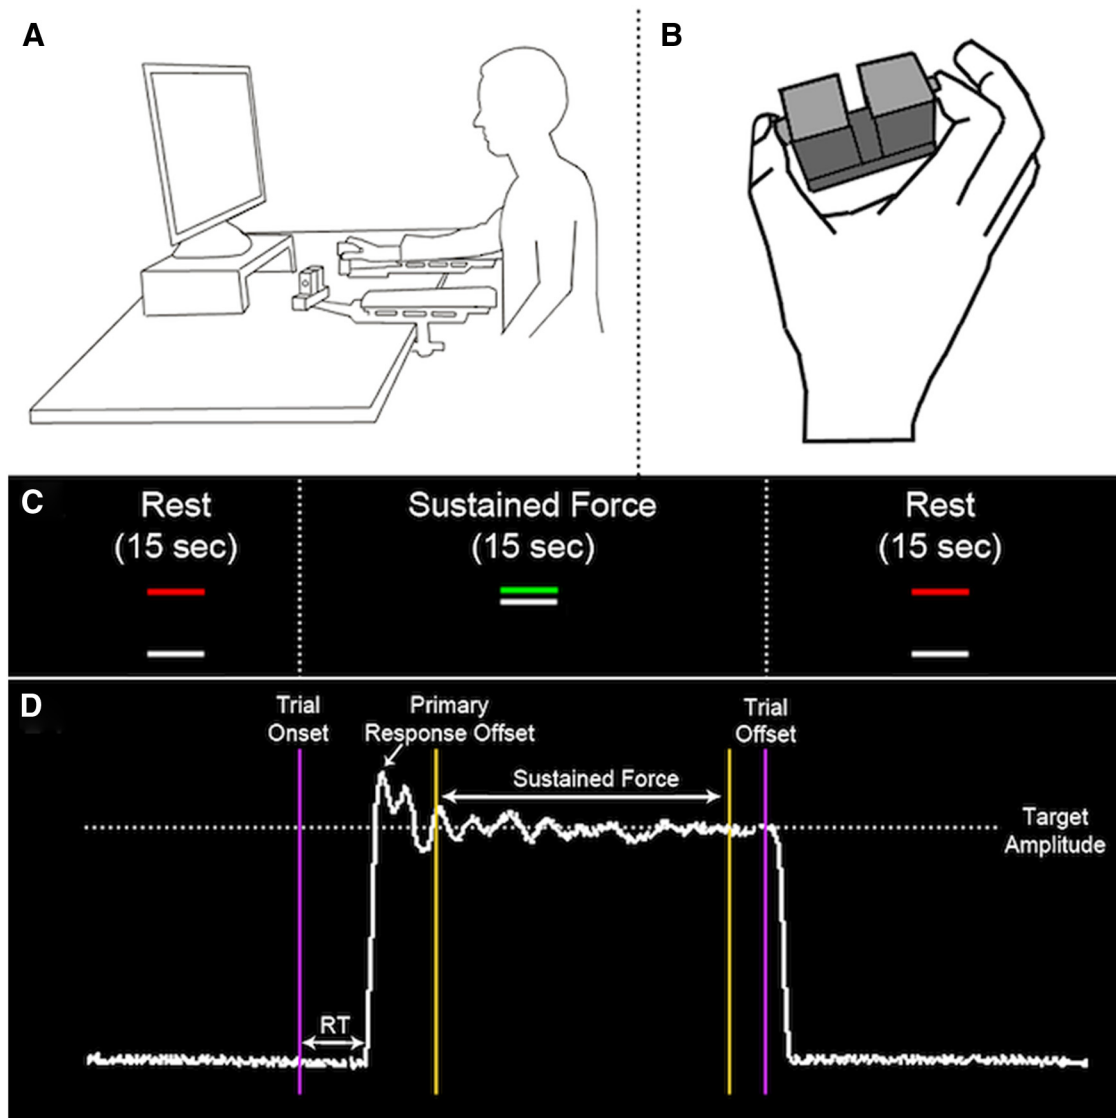 A
B
C
Rest
(15 sec)
Sustained Force
(15 sec)
Rest
(15 sec)
D
Trial
Onset
Primary
Response Offset
Trial
Offset
Sustained Force
Target
Amplitude
RT